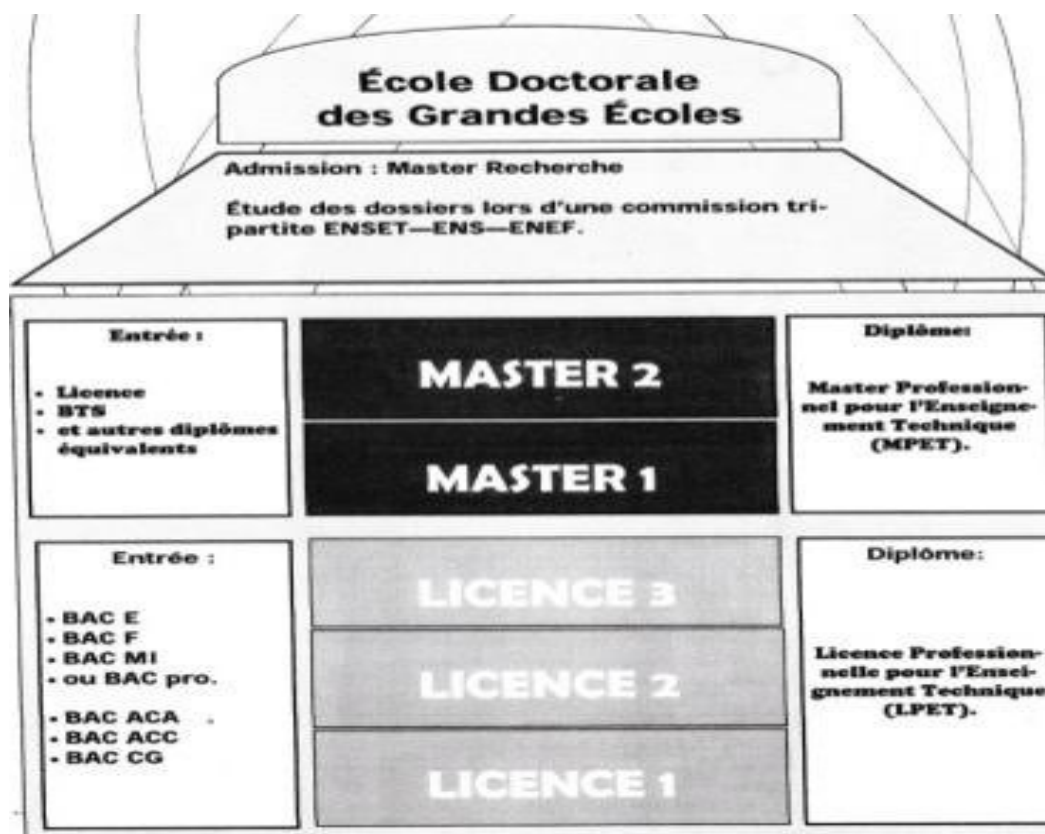 École Doctorale
des Grandes Écoles
Admission : Master Recherche
Étude des dossiers lors d'une commission tri-
partite ENSET—ENS—ENEF.
Entrée :
• Licence
• BTS
• et autres diplômes
équivalents
MASTER 2
MASTER 1
Diplôme:
Master Profession-
nel pour l'Enseigne-
ment Technique
(MPET).
Entrée :
• BAC E
• BAC F
• BAC MI
• ou BAC pro.
• BAC ACA
• BAC ACC
• BAC CG
LICENCE 3
LICENCE 2
LICENCE 1
Diplôme:
Licence Profession-
nelle pour l'Ensei-
gnement Technique
(LPET).